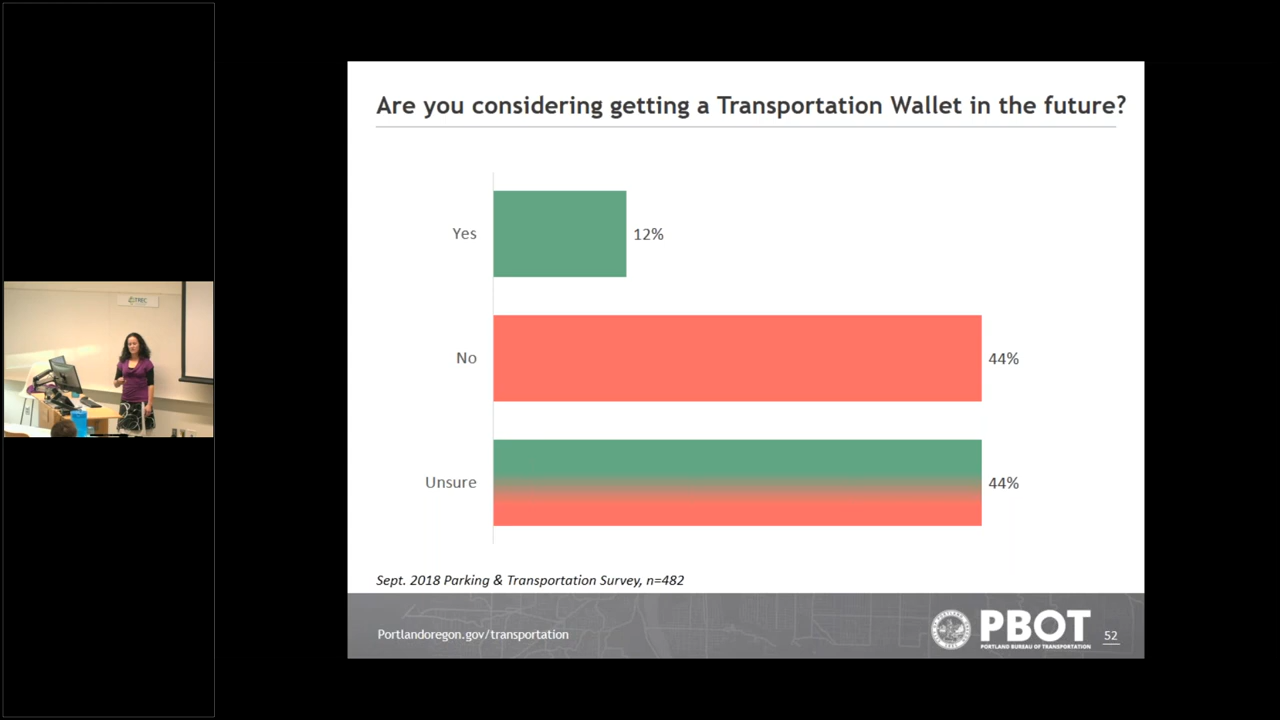 Are you considering getting a Transportation Wallet in the future?
Yes
12%
No
44%
Unsure
44%
Sept. 2018 Parking & Transportation Survey, n=482
Portlandoregon.gov/transportation
PBOT
PORTLAND BUREAU OF TRANSPORTATION
52
TREC